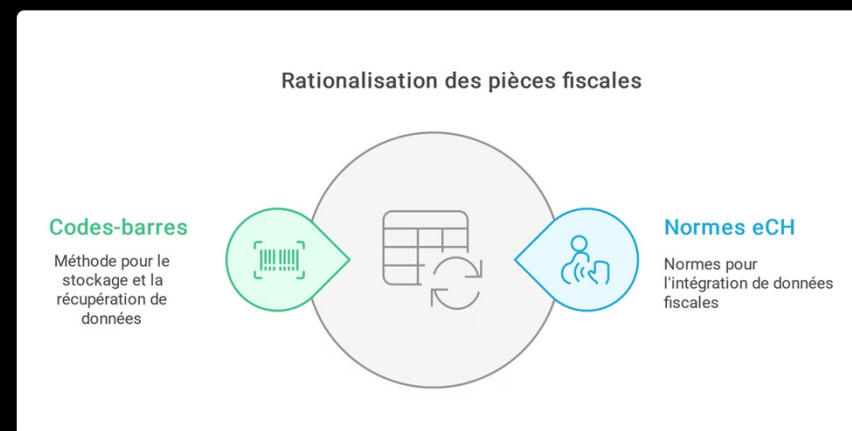 Rationalisation des pièces fiscales
Codes-barres
Méthode pour le
stockage et la
récupération de
données
Normes eCH
Normes pour
l'intégration de données
fiscales